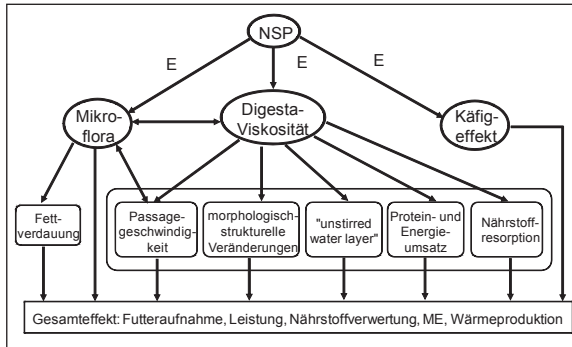 NSP
E
E
E
Mikro-
flora
Digesta-
Viskosität
Käfig-
effekt
Fett-
verdauung
Passage-
geschwindig-
keit
morphologisch-
strukturelle
Veränderungen
"unstirred
water layer"
Protein- und
Energie-
umsatz
Nährstoff-
resorption
Gesamteffekt: Futteraufnahme, Leistung, Nährstoffverwertung, ME, Wärmeproduktion